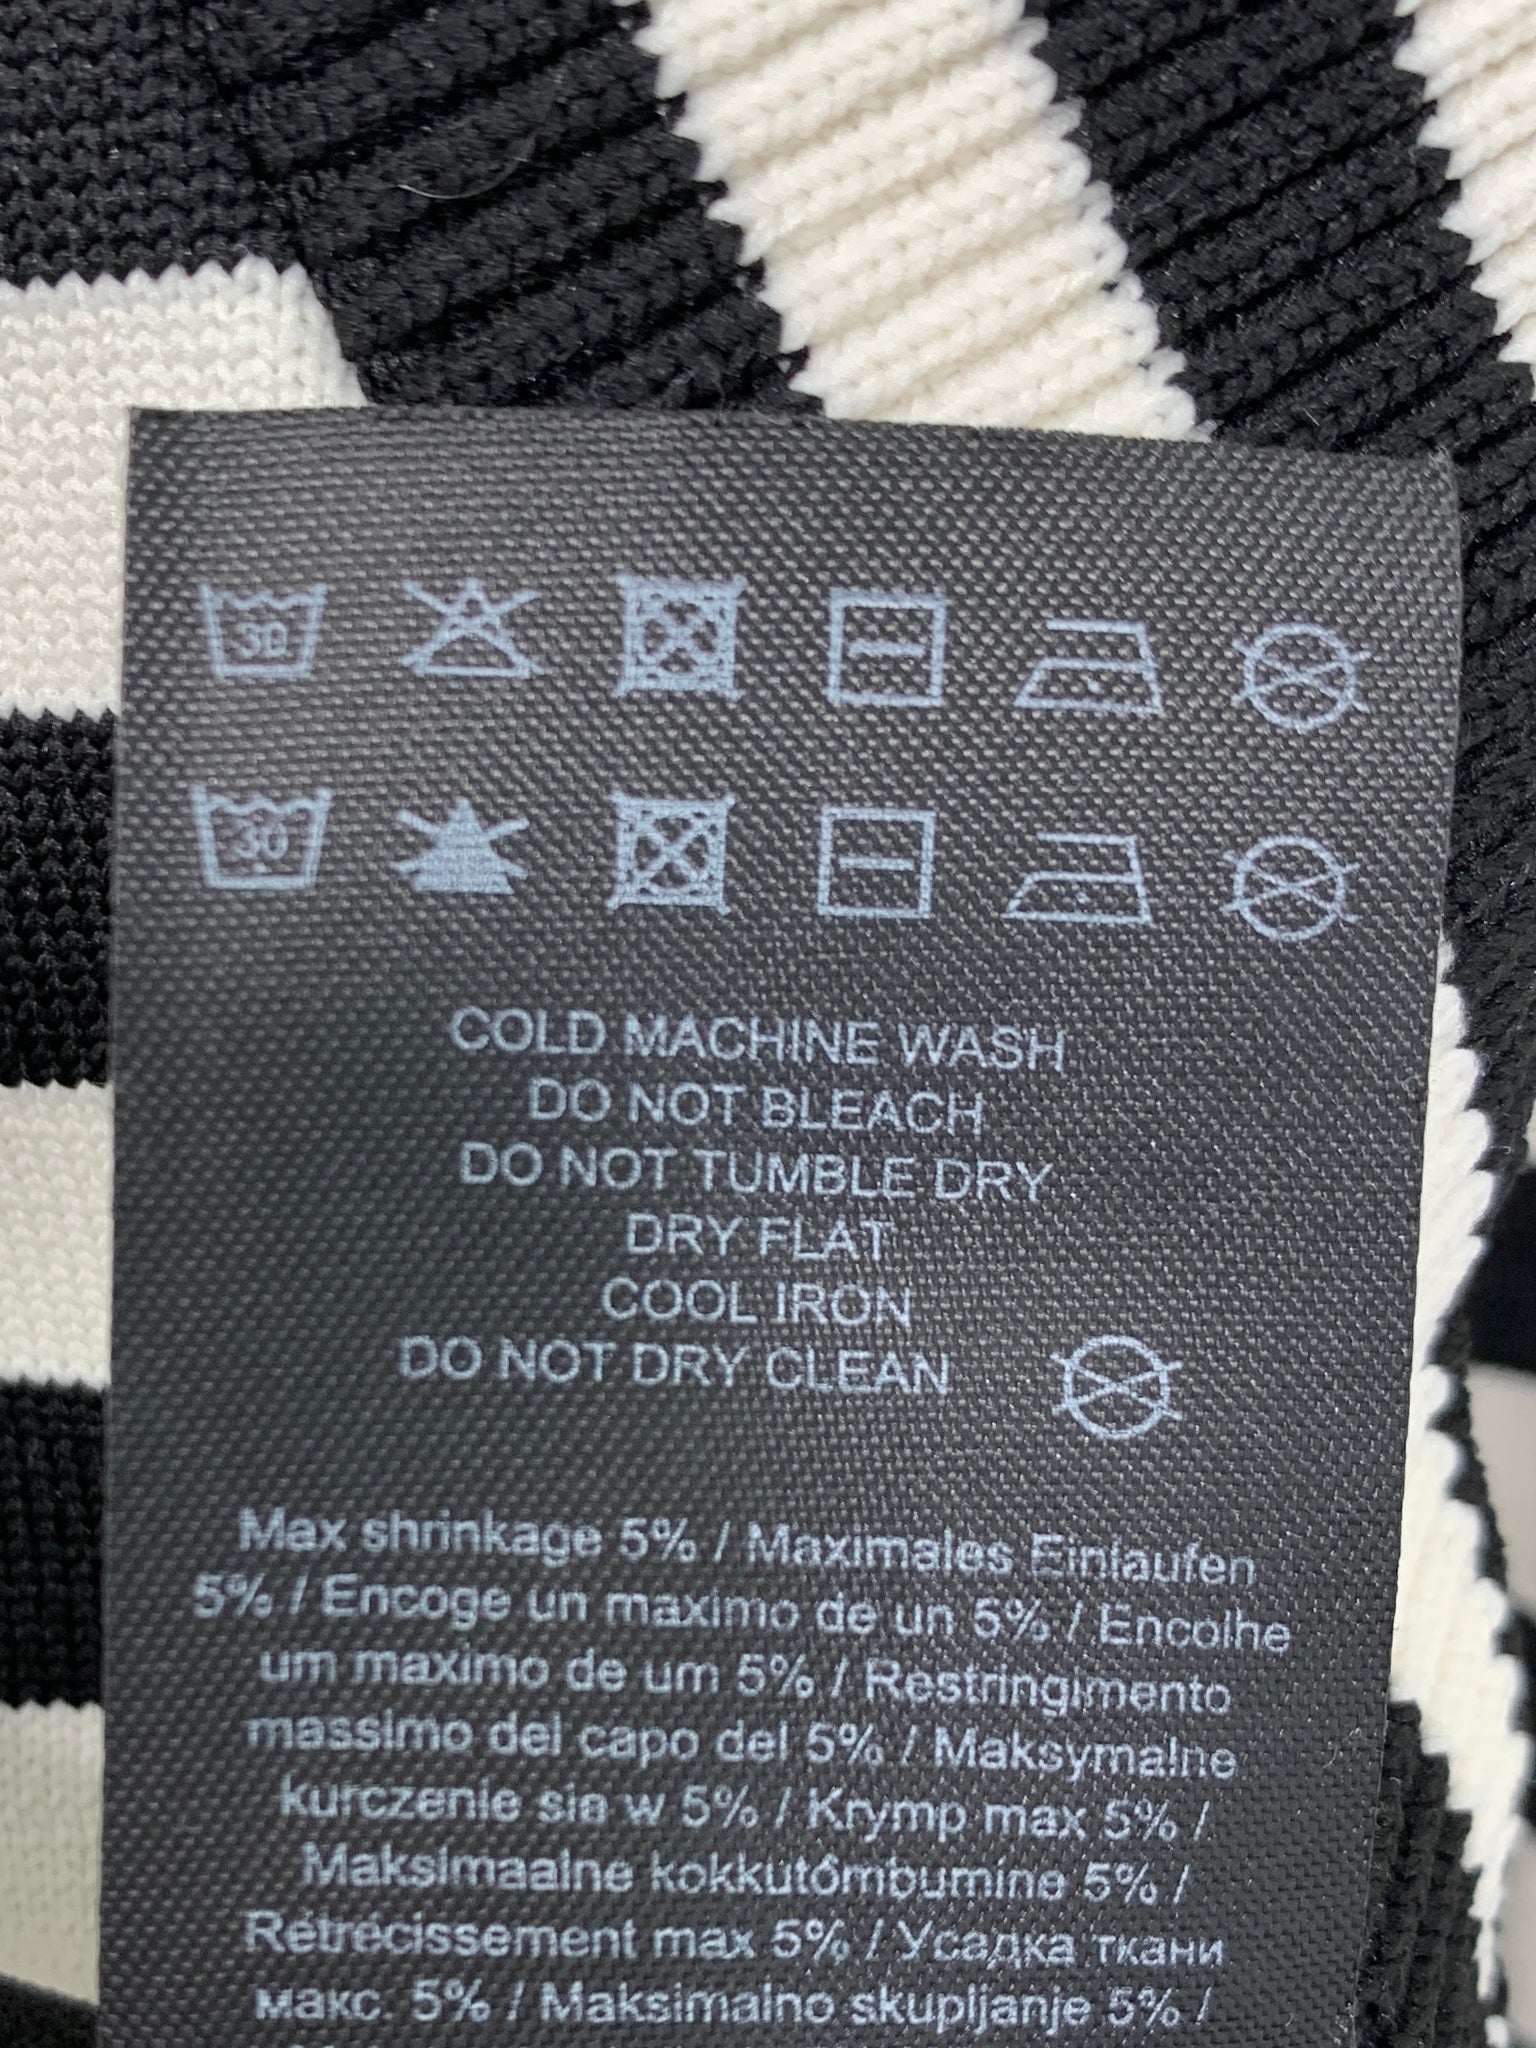 30
30
COLD MACHINE WASH
DO NOT BLEACH
DO NOT TUMBLE DRY
DRY FLAT
COOL IRON
DO NOT DRY CLEAN
Max shrinkage 5% / Maximales Einlaufen
5% / Encoge un maximo de un 5% / Encolhe
um maximo de um 5% / Restringimento
massimo del capo del 5% / Maksymalne
kurczenie sie w 5% / Krymp max 5% /
Maksimaalne kokkutõmbumine 5% /
Rétrécissement max 5% / Усадка ткани
макс. 5% / Maksimalno skupljanje 5% /